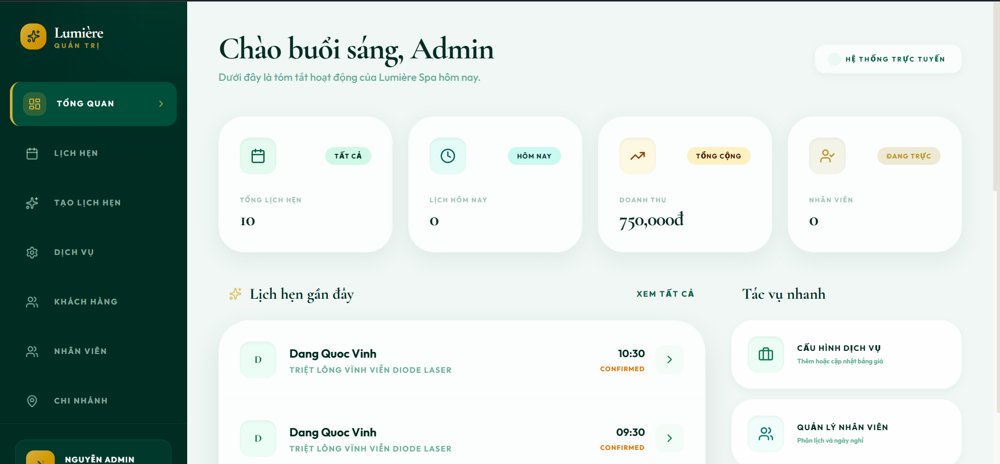 Lumière
QUẢN TRỊ
TỔNG QUAN
LỊCH HẸN
TẠO LỊCH HẸN
DỊCH VỤ
KHÁCH HÀNG
NHÂN VIÊN
CHI NHÁNH
N
NGUYỄN ADMIN
Chào buổi sáng, Admin
Dưới đây là tóm tắt hoạt động của Lumière Spa hôm nay.
HỆ THỐNG TRỰC TUYẾN
TẤT CẢ
TỔNG LỊCH HẸN
10
HÔM NAY
LỊCH HÔM NAY
0
TỔNG CỘNG
DOANH THU
750,000đ
ĐANG TRỰC
NHÂN VIÊN
0
Lịch hẹn gần đây
XEM TẤT CẢ
D
Dang Quoc Vinh
TRIỆT LÔNG VĨNH VIỄN DIODE LASER
10:30
CONFIRMED
D
Dang Quoc Vinh
TRIỆT LÔNG VĨNH VIỄN DIODE LASER
09:30
CONFIRMED
Tác vụ nhanh
CẤU HÌNH DỊCH VỤ
Thêm hoặc cập nhật bảng giá
QUẢN LÝ NHÂN VIÊN
Phân lịch và ngày nghỉ